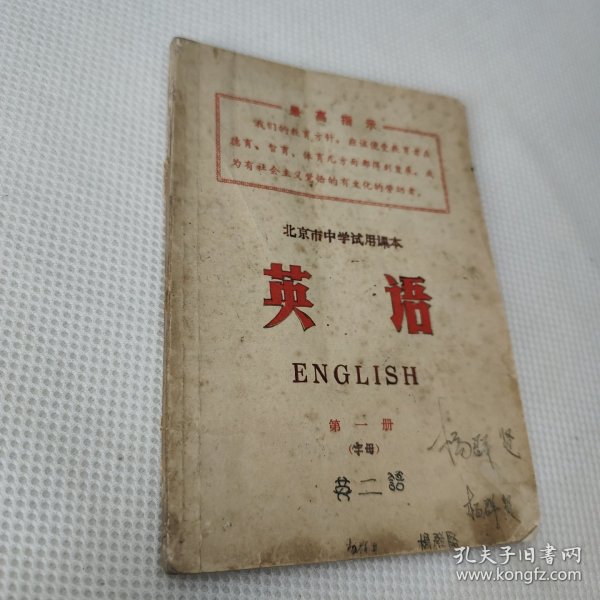 最高指示
我们的教育方针，应该使受教育者在
德育、智育、体育几方面都得到发展，成
为有社会主义觉悟的有文化的劳动者。
北京市中学试用课本
英语
ENGLISH
第一册
(字母)
英二語
孔夫子旧书网
www.kongfz.com